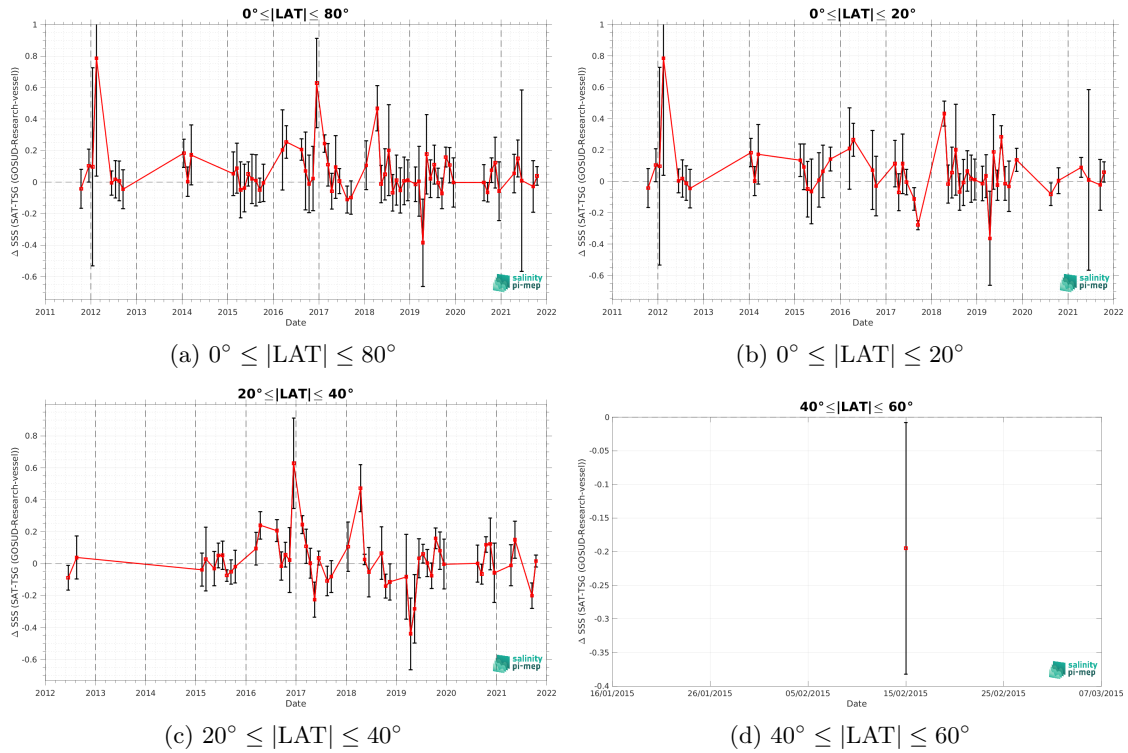 0°≤|LAT|≤ 80°
Δ SSS (SAT-TSG (GOSUD-Research-vessel))
1
0.8
0.6
0.4
0.2
0
-0.2
-0.4
-0.6
salinity
pi-mep
2011 2012 2013 2014 2015 2016 2017 2018 2019 2020 2021 2022
Date
(a) 0° ≤ |LAT| ≤ 80°
0°≤|LAT|≤ 20°
Δ SSS (SAT-TSG (GOSUD-Research-vessel))
1
0.8
0.6
0.4
0.2
0
-0.2
-0.4
-0.6
salinity
pi-mep
2011 2012 2013 2014 2015 2016 2017 2018 2019 2020 2021 2022
Date
(b) 0° ≤ |LAT| ≤ 20°
20°≤|LAT|≤ 40°
Δ SSS (SAT-TSG (GOSUD-Research-vessel))
0.8
0.6
0.4
0.2
0
-0.2
-0.4
-0.6
salinity
pi-mep
2012 2013 2014 2015 2016 2017 2018 2019 2020 2021 2022
Date
(c) 20° ≤ |LAT| ≤ 40°
40°≤|LAT|≤ 60°
Δ SSS (SAT-TSG (GOSUD-Research-vessel))
0
-0.05
-0.1
-0.15
-0.2
-0.25
-0.3
-0.35
-0.4
salinity
pi-mep
16/01/2015 26/01/2015 05/02/2015 15/02/2015 25/02/2015 07/03/2015
Date
(d) 40° ≤ |LAT| ≤ 60°